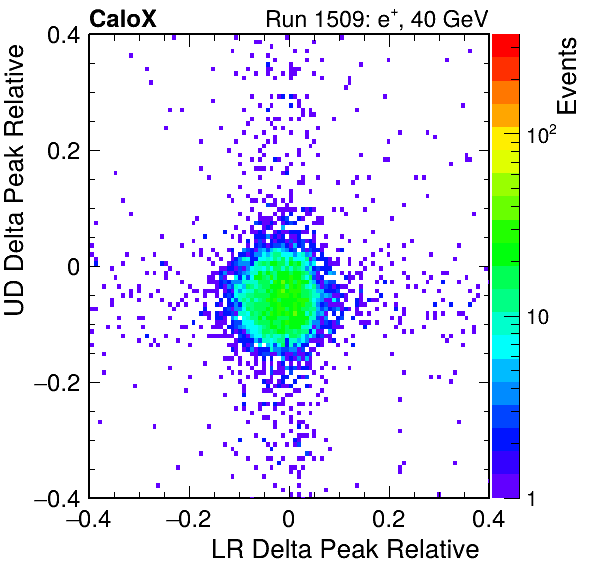 CaloX Run 1509: e⁺, 40 GeV
UD Delta Peak Relative
0.4
0.2
0
−0.2
−0.4
−0.4 −0.2 0 0.2 0.4
LR Delta Peak Relative
Events
10²
10
1